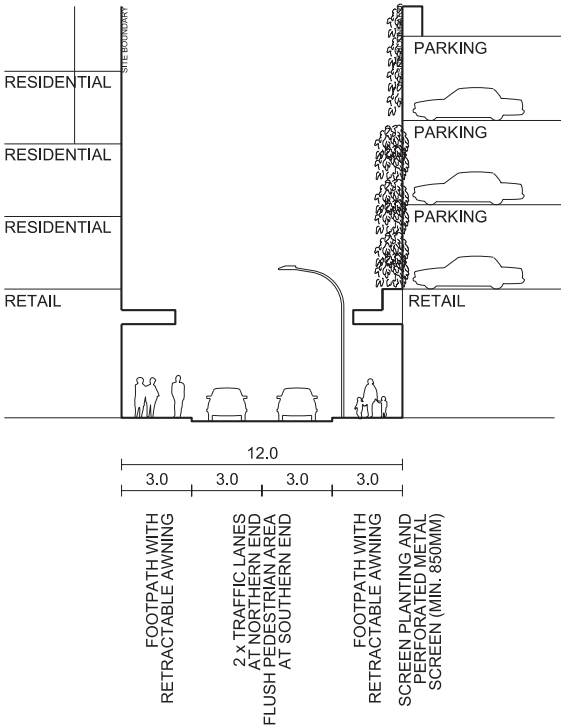 SITE BOUNDARY
PARKING
RESIDENTIAL
PARKING
RESIDENTIAL
PARKING
RESIDENTIAL
RETAIL
RETAIL
12.0
3.0 3.0 3.0 3.0
FOOTPATH WITH
RETRACTABLE AWNING
2 x TRAFFIC LANES
AT NORTHERN END
FLUSH PEDESTRIAN AREA
AT SOUTHERN END
FOOTPATH WITH
RETRACTABLE AWNING
SCREEN PLANTING AND
PERFORATED METAL
SCREEN (MIN. 850MM)